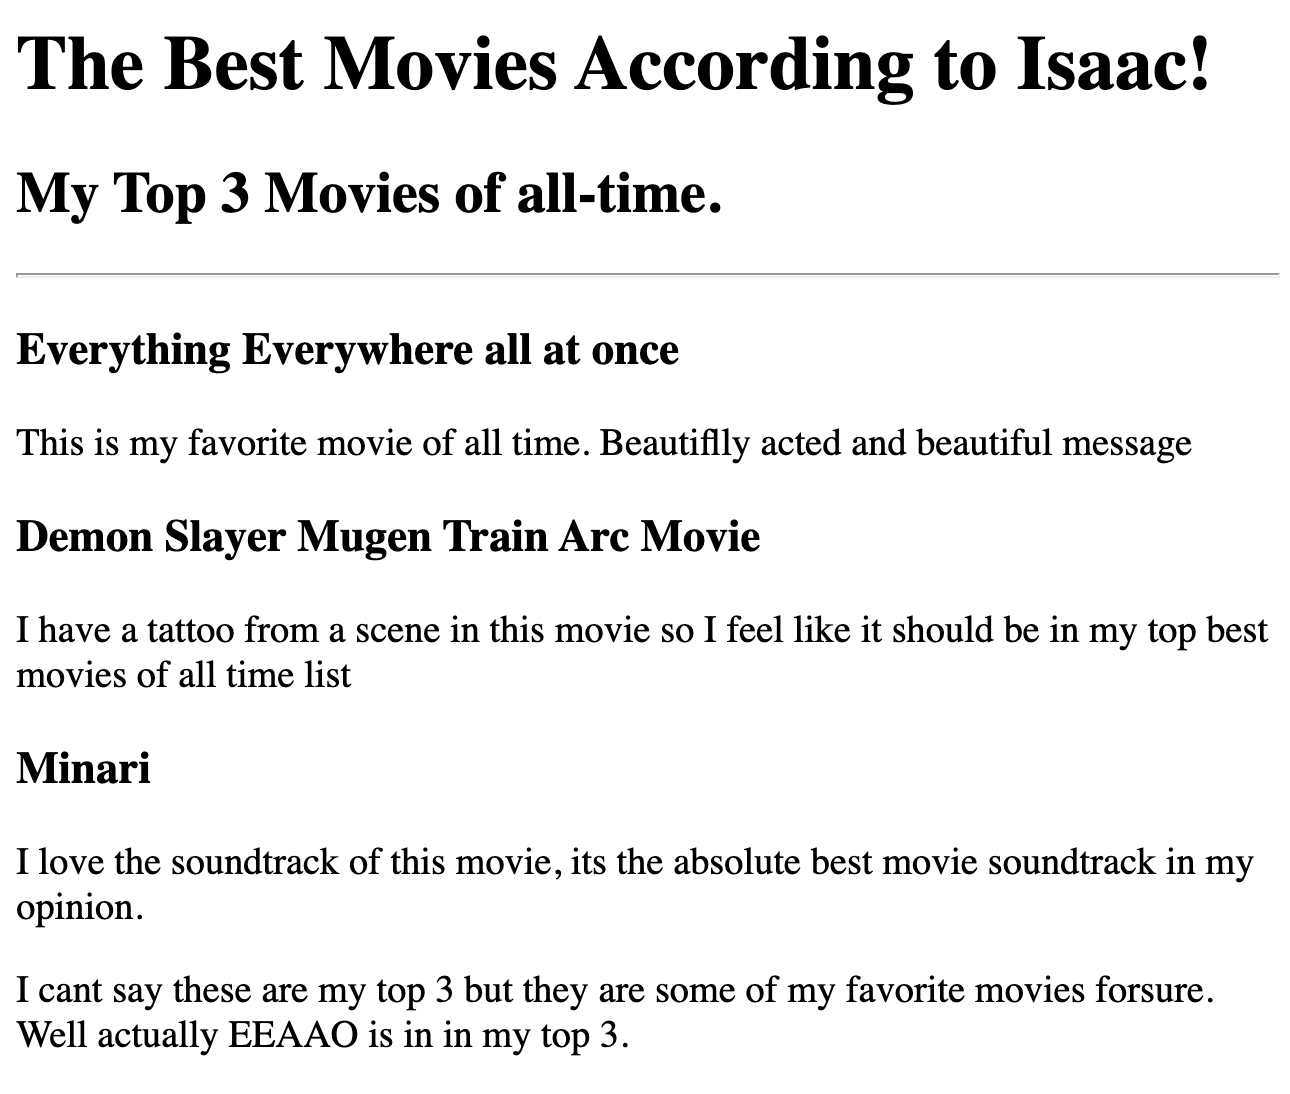 The Best Movies According to Isaac!
My Top 3 Movies of all-time.
Everything Everywhere all at once
This is my favorite movie of all time. Beautiflly acted and beautiful message
Demon Slayer Mugen Train Arc Movie
I have a tattoo from a scene in this movie so I feel like it should be in my top best
movies of all time list
Minari
I love the soundtrack of this movie, its the absolute best movie soundtrack in my
opinion.
I cant say these are my top 3 but they are some of my favorite movies forsure.
Well actually EEAAO is in in my top 3.